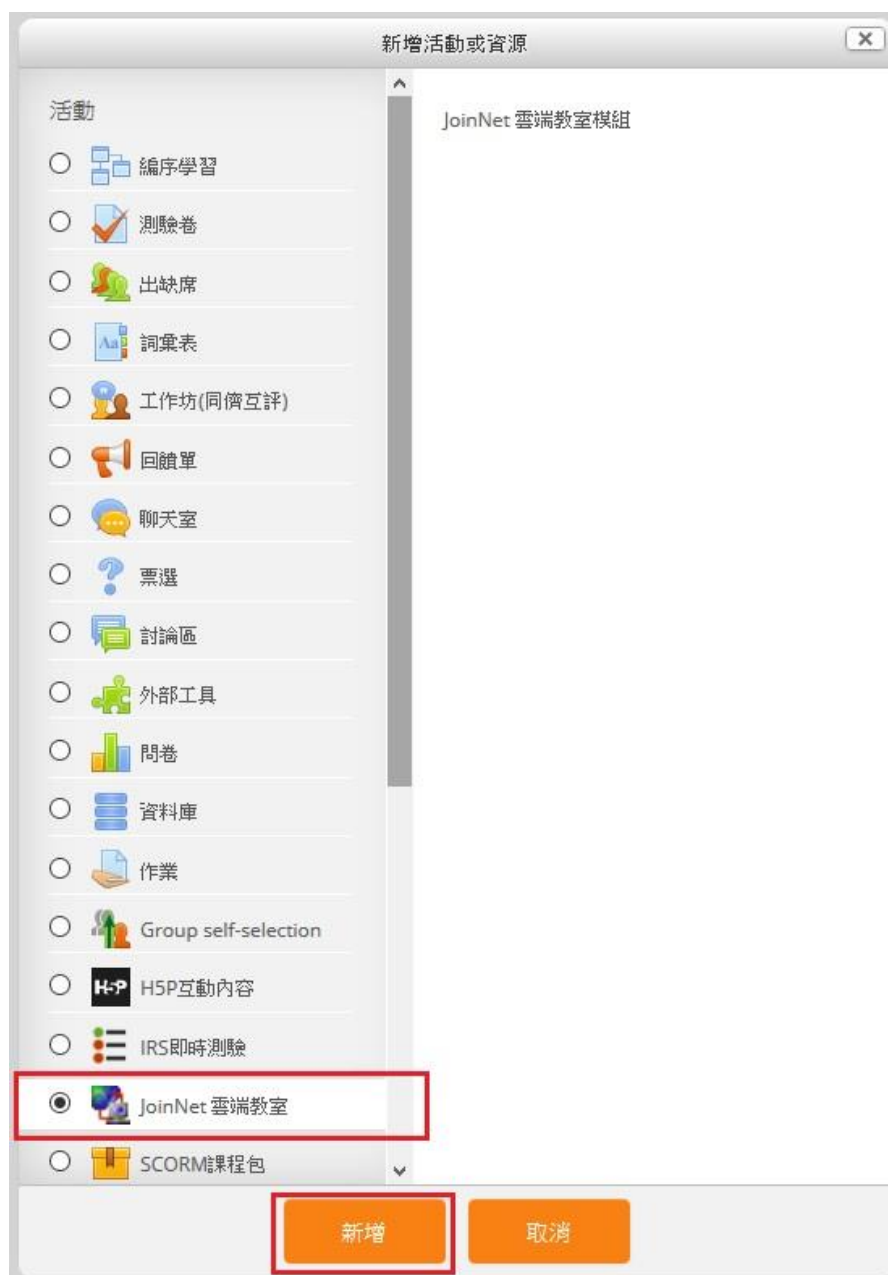 新增活動或資源
活動
編序學習
測驗卷
出缺席
詞彙表
工作坊(同儕互評)
回饋單
聊天室
票選
討論區
外部工具
問卷
資料庫
作業
Group self-selection
H5P互動內容
IRS即時測驗
JoinNet 雲端教室
SCORM課程包
JoinNet 雲端教室模組
新增
取消